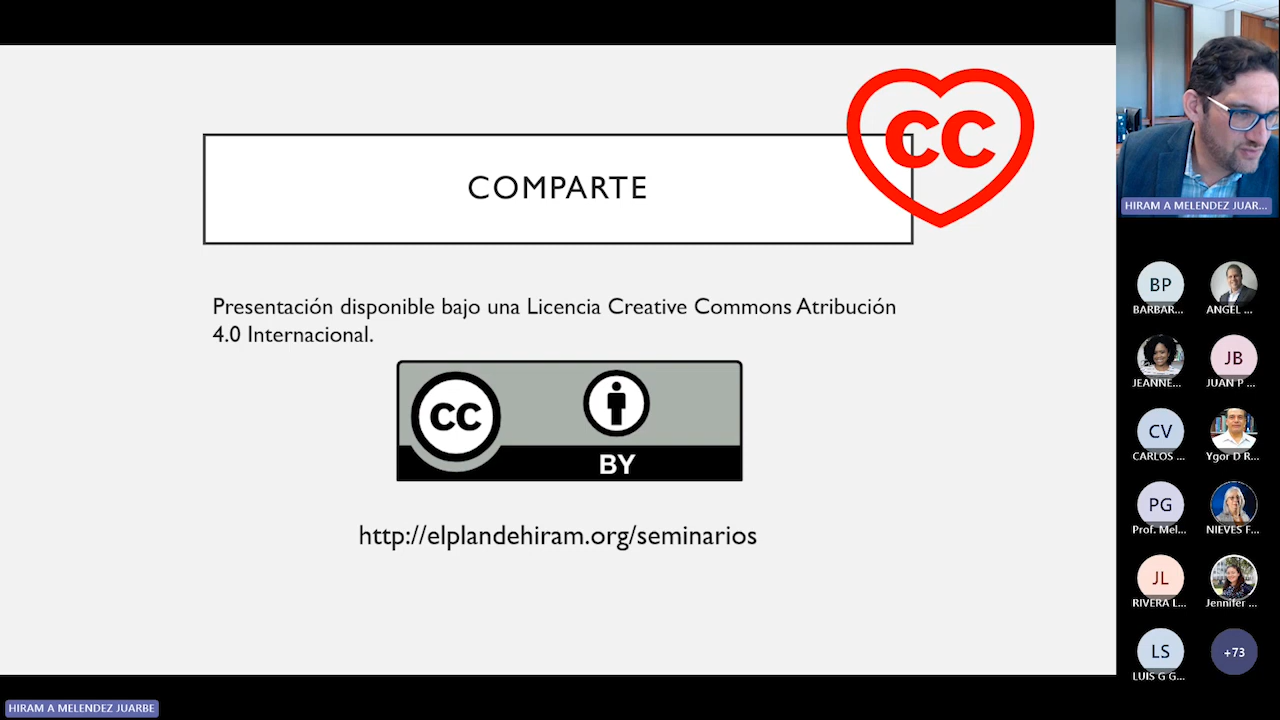 CC
COMPARTE
Presentación disponible bajo una Licencia Creative Commons Atribución
4.0 Internacional.
CC
BY
http://elplandehiram.org/seminarios
HIRAM A MELENDEZ JUAR...
BP
BARBAR...
ANGEL ...
JEANNE...
JB
JUAN P ...
CV
CARLOS ...
Ygor D R...
PG
Prof. Mel...
NIEVES F...
JL
RIVERA L...
Jennifer ...
LS
LUIS G G...
+73
HIRAM A MELENDEZ JUARBE